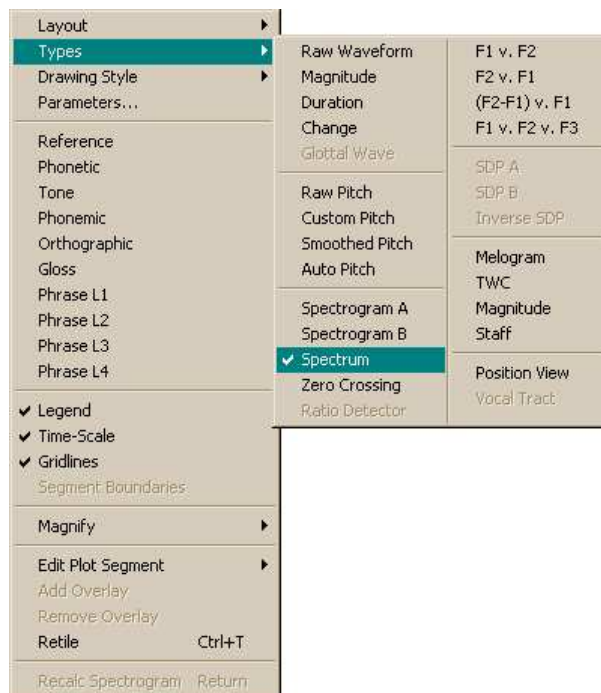 Layout
Types
Drawing Style
Parameters...
Reference
Phonetic
Tone
Phonemic
Orthographic
Gloss
Phrase L1
Phrase L2
Phrase L3
Phrase L4
Legend
Time-Scale
Gridlines
Segment Boundaries
Magnify
Edit Plot Segment
Add Overlay
Remove Overlay
Retile Ctrl+T
Recalc Spectrogram Return
Raw Waveform
Magnitude
Duration
Change
Glottal Wave
Raw Pitch
Custom Pitch
Smoothed Pitch
Auto Pitch
Spectrogram A
Spectrogram B
Spectrum
Zero Crossing
Ratio Detector
F1 v. F2
F2 v. F1
(F2-F1) v. F1
F1 v. F2 v. F3
SDP A
SDP B
Inverse SDP
Melogram
TWC
Magnitude
Staff
Position View
Vocal Tract